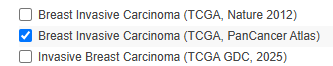 Breast Invasive Carcinoma (TCGA, Nature 2012)
Breast Invasive Carcinoma (TCGA, PanCancer Atlas)
Invasive Breast Carcinoma (TCGA GDC, 2025)